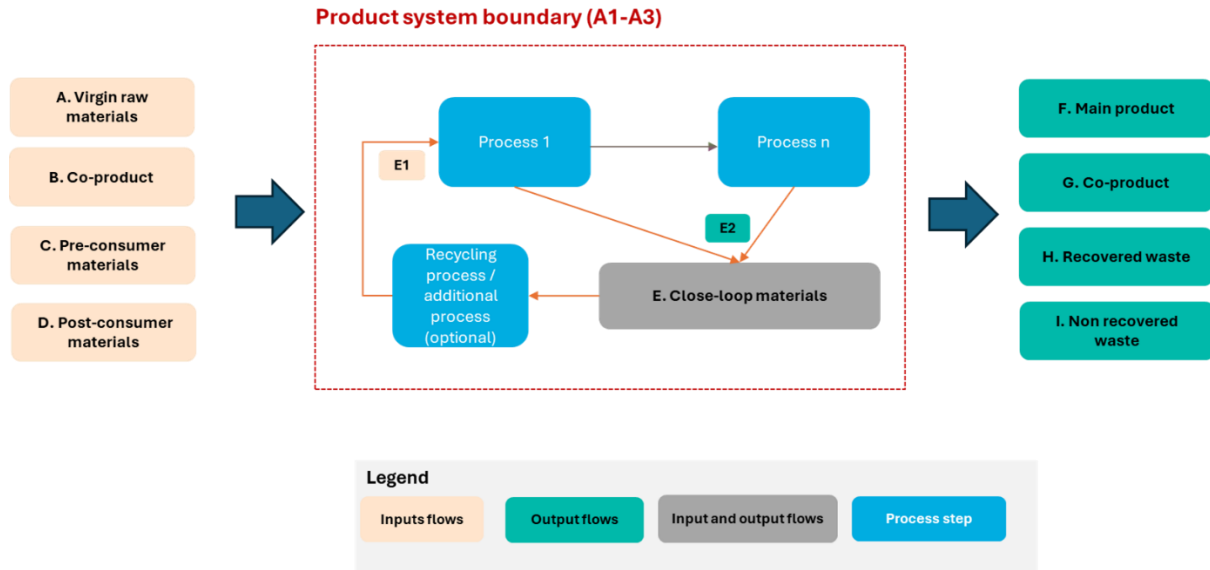 Product system boundary (A1-A3)
A. Virgin raw
materials
B. Co-product
C. Pre-consumer
materials
D. Post-consumer
materials
Process 1
Process n
E1
E2
Recycling
process /
additional
process
(optional)
E. Close-loop materials
F. Main product
G. Co-product
H. Recovered waste
I. Non recovered
waste
Legend
Inputs flows
Output flows
Input and output flows
Process step